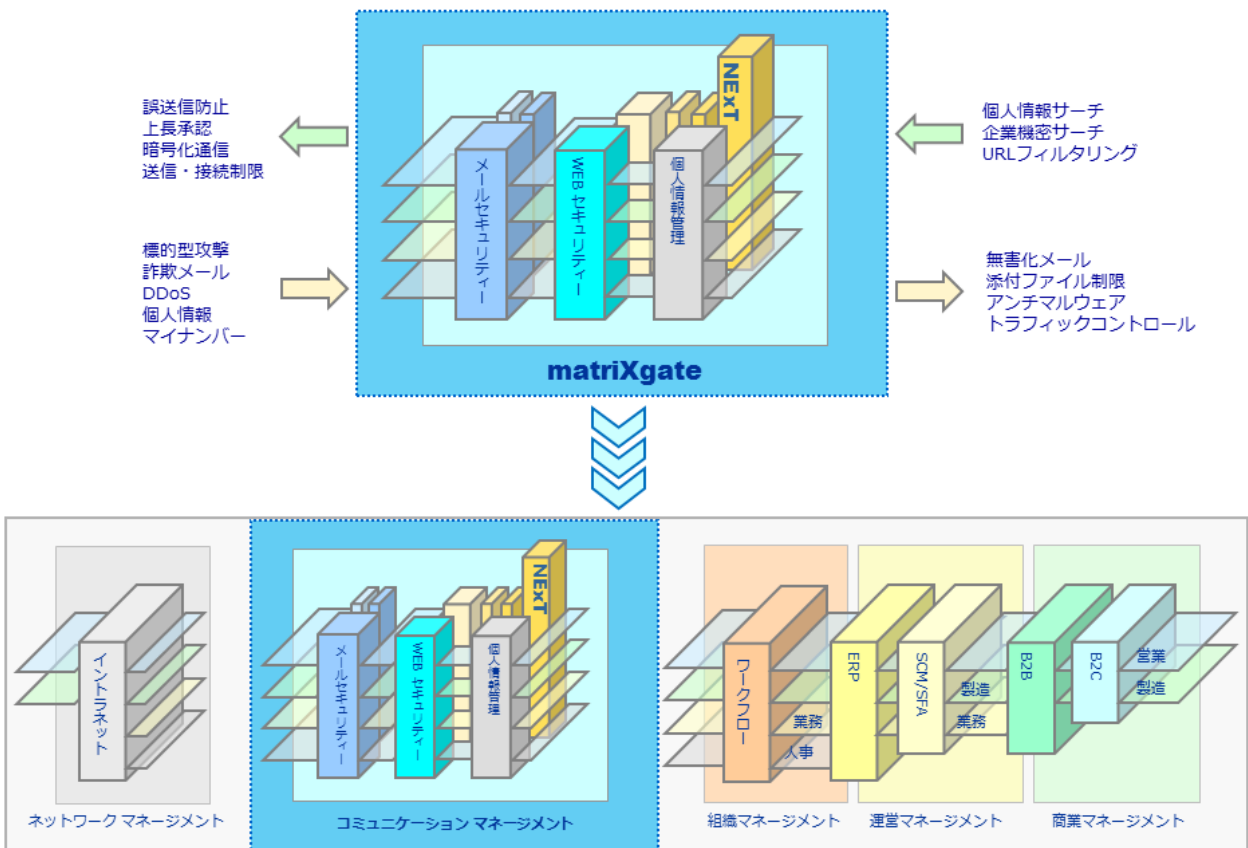 誤送信防止
上長承認
暗号化通信
送信・接続制限
標的型攻撃
詐欺メール
DDoS
個人情報
マイナンバー
メールセキュリティー
WEB セキュリティー
個人情報管理
NExT
matriXgate
個人情報サーチ
企業機密サーチ
URLフィルタリング
無害化メール
添付ファイル制限
アンチマルウェア
トラフィックコントロール
イントラネット
ネットワーク マネージメント
メールセキュリティー
WEB セキュリティー
個人情報管理
NExT
コミュニケーション マネージメント
ワークフロー
業務
人事
組織マネージメント
ERP
SCM/SFA
製造
業務
運営マネージメント
B2B
B2C
営業
製造
商業マネージメント